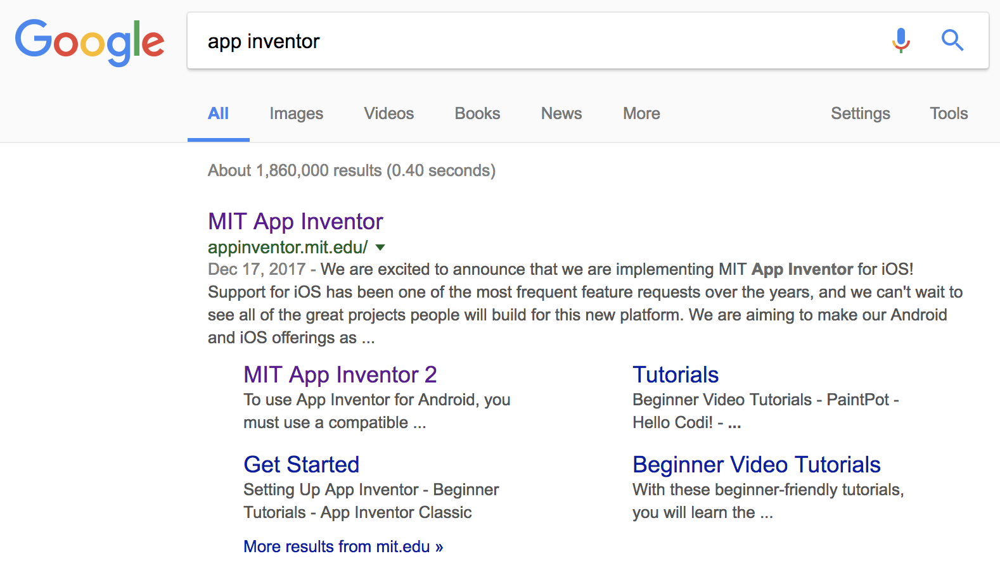 Google
app inventor
All Images Videos Books News More Settings Tools
About 1,860,000 results (0.40 seconds)
MIT App Inventor
appinventor.mit.edu/
Dec 17, 2017 - We are excited to announce that we are implementing MIT App Inventor for iOS!
Support for iOS has been one of the most frequent feature requests over the years, and we can't wait to
see all of the great projects people will build for this new platform. We are aiming to make our Android
and iOS offerings as ...
MIT App Inventor 2
To use App Inventor for Android, you
must use a compatible ...
Tutorials
Beginner Video Tutorials - PaintPot -
Hello Codi! - ...
Get Started
Setting Up App Inventor - Beginner
Tutorials - App Inventor Classic
Beginner Video Tutorials
With these beginner-friendly tutorials,
you will learn the ...
More results from mit.edu »